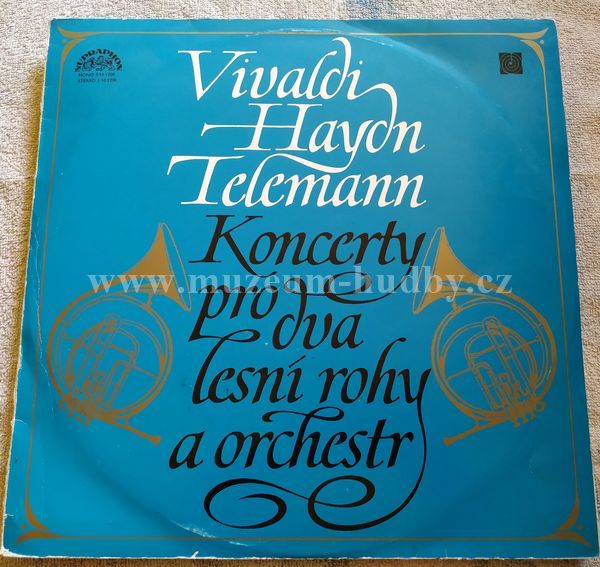 SUPRAPHON
Vivaldi
Haydn
Telemann
Koncerty
pro dva
lesní rohy
a orchestr
www.muzeum-hudby.cz